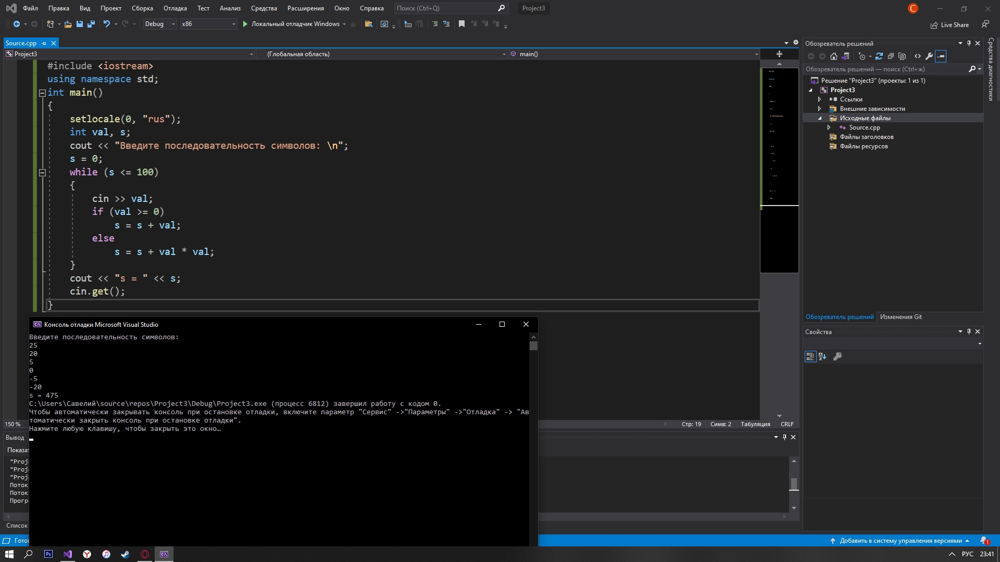 Файл Правка Вид Проект Сборка Отладка Тест Анализ Средства Расширения Окно Справка Поиск (Ctrl+Q) Project3 C
Debug x86 Локальный отладчик Windows Live Share
Source.cpp
Project3 (Глобальная область) main()
#include <iostream>
using namespace std;
int main()
{
setlocale(0, "rus");
int val, s;
cout << "Введите последовательность символов: \n";
s = 0;
while (s <= 100)
{
cin >> val;
if (val >= 0)
s = s + val;
else
s = s + val * val;
}
cout << "s = " << s;
cin.get();
}
Консоль отладки Microsoft Visual Studio
Введите последовательность символов:
25
20
5
0
-5
-20
s = 475
C:\Users\Савелий\source\repos\Project3\Debug\Project3.exe (процесс 6812) завершил работу с кодом 0.
Чтобы автоматически закрывать консоль при остановке отладки, включите параметр "Сервис" ->"Параметры" ->"Отладка" -> "Ав
томатически закрыть консоль при остановке отладки".
Нажмите любую клавишу, чтобы закрыть это окно…
150 % Стр: 19 Симв: 2 Табуляция CRLF
Вывод
Показат
"Proj
"Proj
"Proj
Поток
Поток
Прогр
Список
Обозреватель решений
Обозреватель решений — поиск (Ctrl+ж)
Решение "Project3" (проекты: 1 из 1)
Project3
Ссылки
Внешние зависимости
Исходные файлы
Source.cpp
Файлы заголовков
Файлы ресурсов
Обозреватель решений Изменения Git
Свойства
Средства диагностики
Гото Добавить в систему управления версиями 1
Ps РУС 23:41